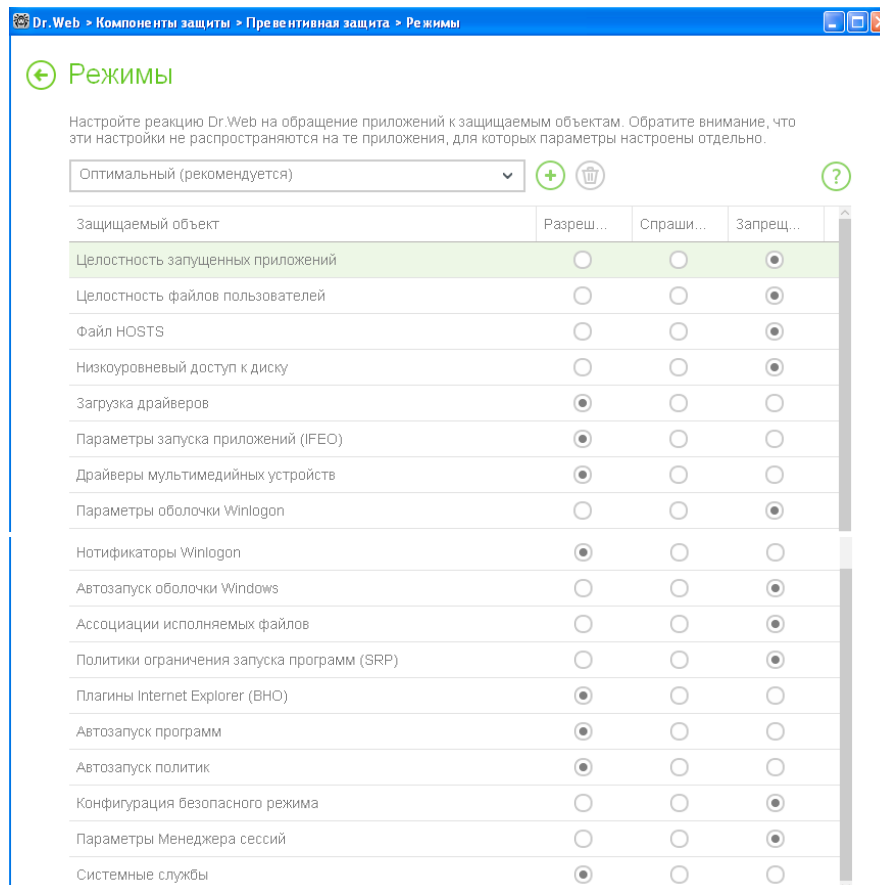 Dr.Web > Компоненты защиты > Превентивная защита > Режимы
Режимы
Настройте реакцию Dr.Web на обращение приложений к защищаемым объектам. Обратите внимание, что
эти настройки не распространяются на те приложения, для которых параметры настроены отдельно.
Оптимальный (рекомендуется)
?
Защищаемый объект Разреш... Спраши... Запрещ...
Целостность запущенных приложений
Целостность файлов пользователей
Файл HOSTS
Низкоуровневый доступ к диску
Загрузка драйверов
Параметры запуска приложений (IFEO)
Драйверы мультимедийных устройств
Параметры оболочки Winlogon
Нотификаторы Winlogon
Автозапуск оболочки Windows
Ассоциации исполняемых файлов
Политики ограничения запуска программ (SRP)
Плагины Internet Explorer (BHO)
Автозапуск программ
Автозапуск политик
Конфигурация безопасного режима
Параметры Менеджера сессий
Системные службы